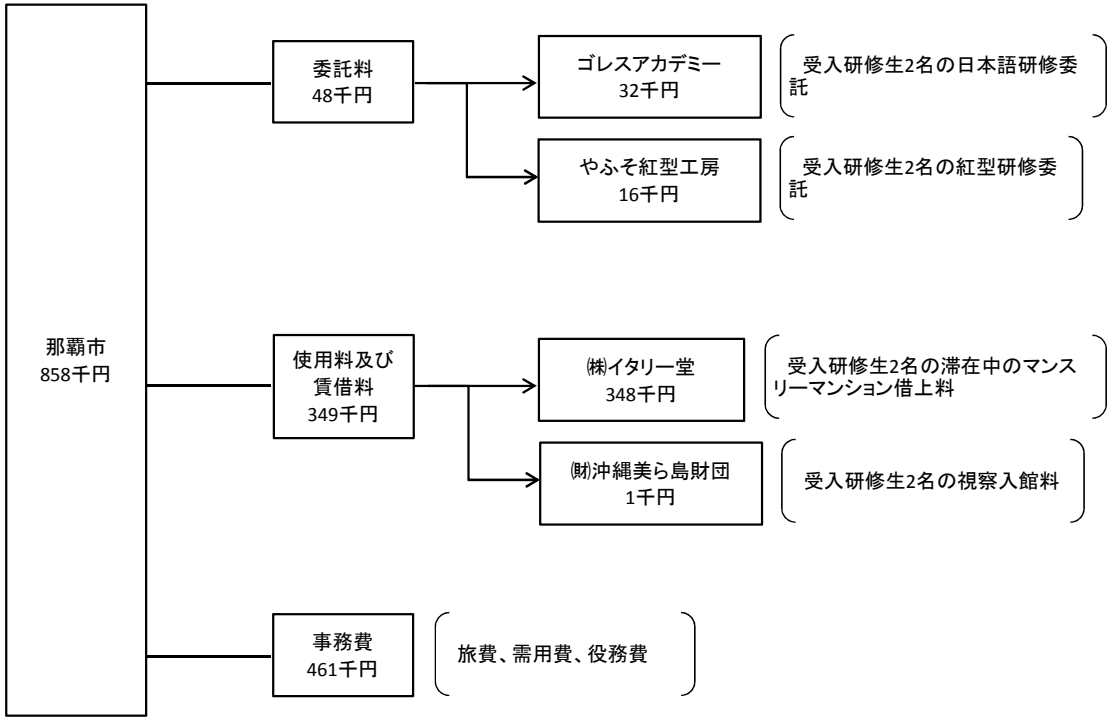 那覇市
858千円
委託料
48千円
ゴレスアカデミー
32千円
受入研修生2名の日本語研修委
託
やふそ紅型工房
16千円
受入研修生2名の紅型研修委
託
使用料及び
賃借料
349千円
㈱イタリー堂
348千円
受入研修生2名の滞在中のマンス
リーマンション借上料
㈶沖縄美ら島財団
1千円
受入研修生2名の視察入館料
事務費
461千円
旅費、需用費、役務費